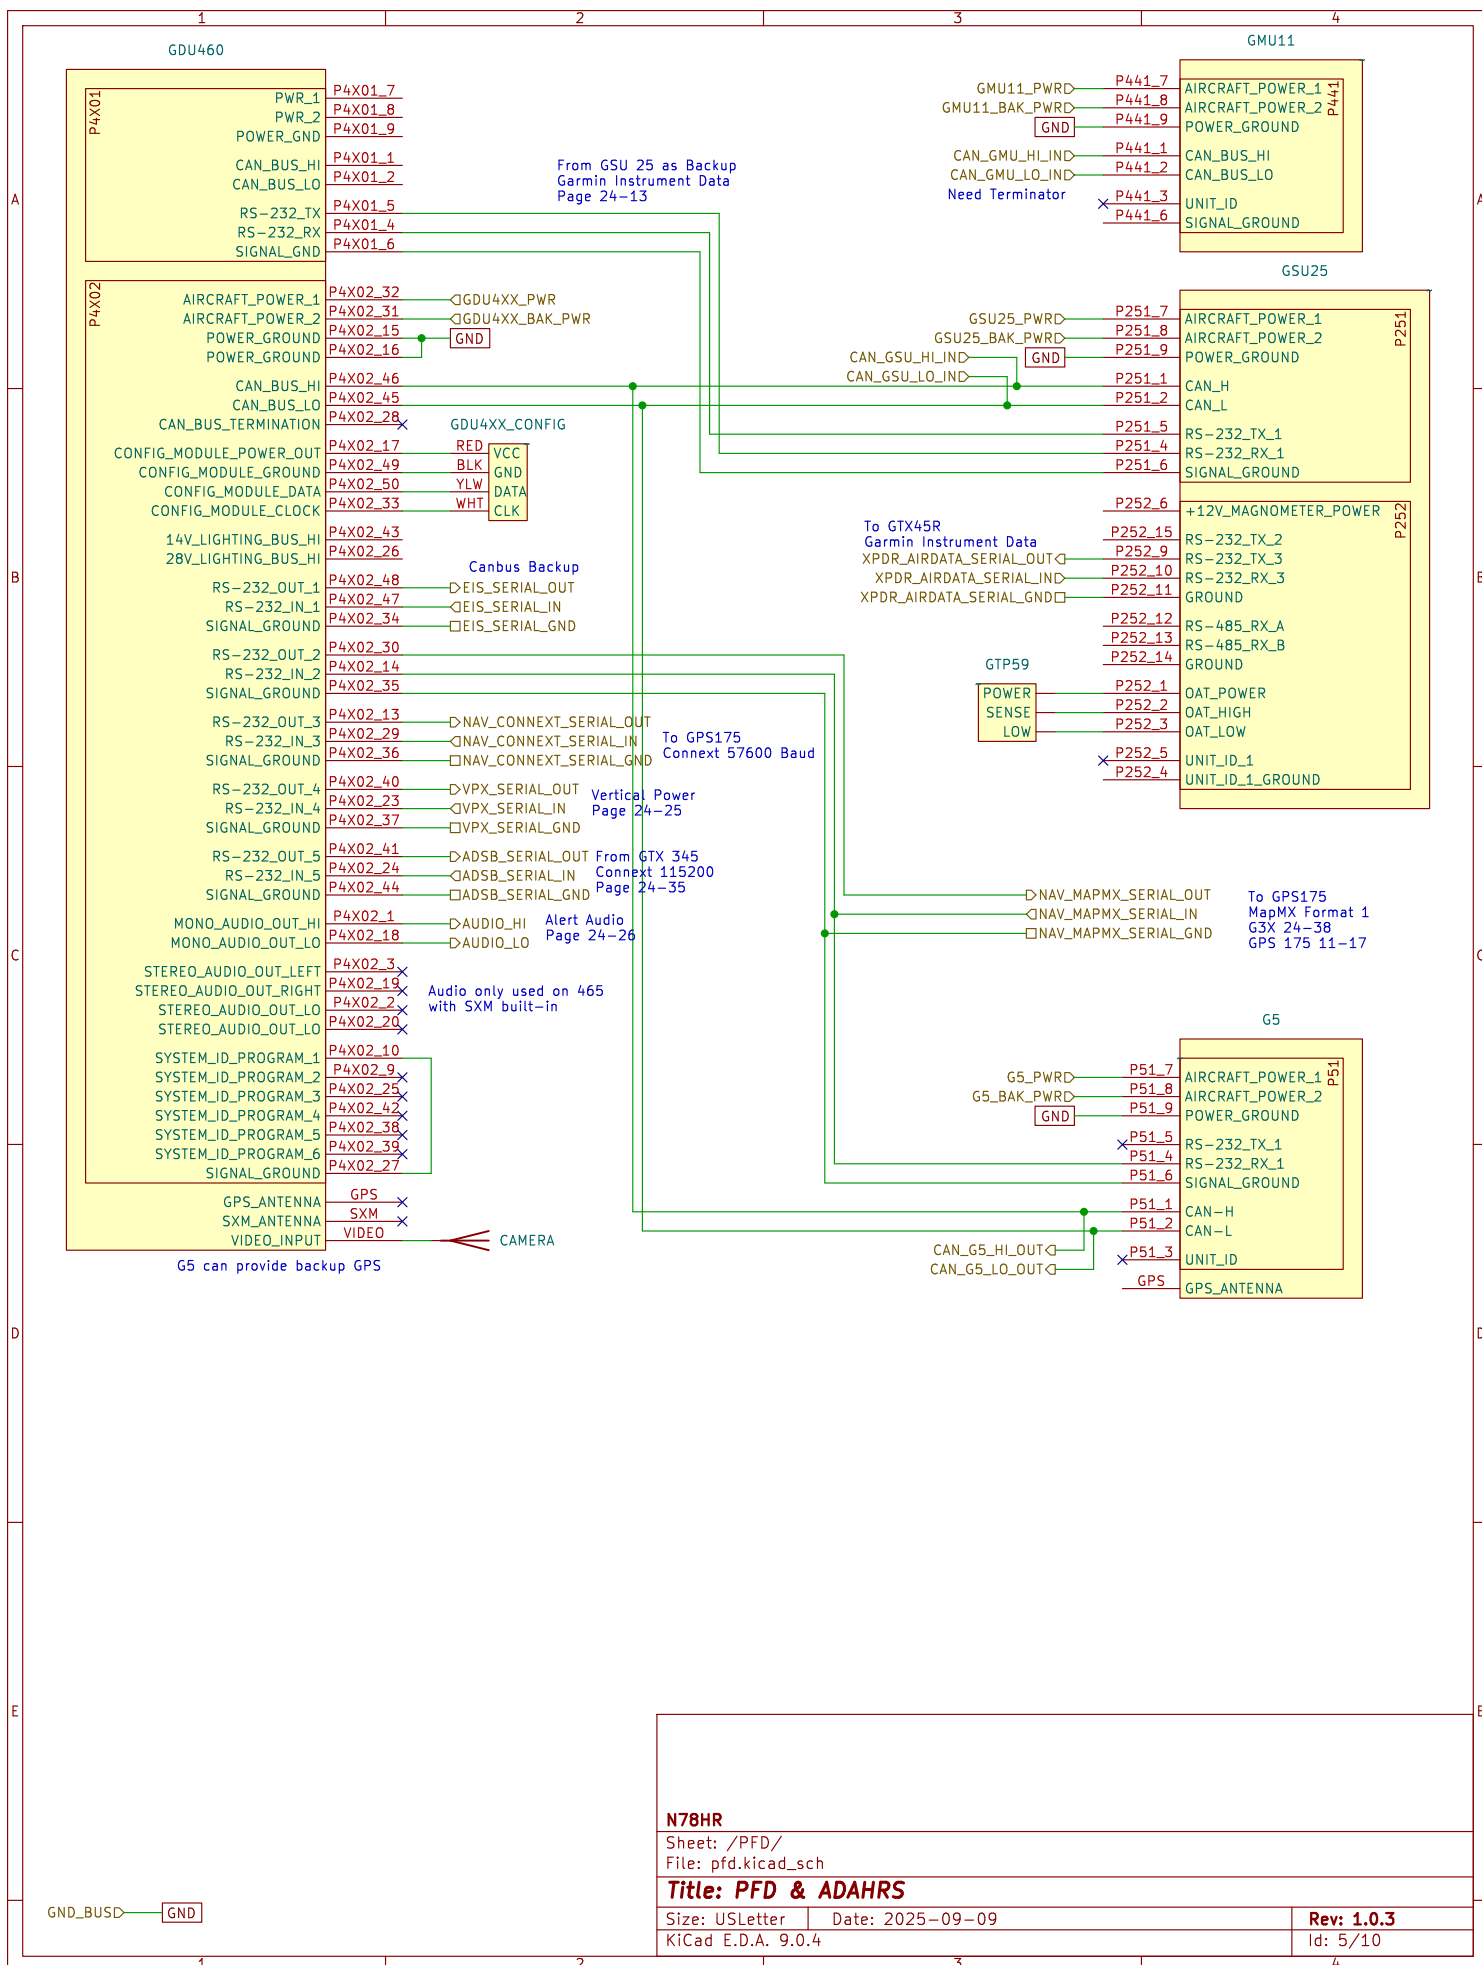 1
2
3
4
GDU460
P4X01
PWR_1 P4X01_7
PWR_2 P4X01_8
POWER_GND P4X01_9
CAN_BUS_HI P4X01_1
CAN_BUS_LO P4X01_2
RS-232_TX P4X01_5
RS-232_RX P4X01_4
SIGNAL_GND P4X01_6
P4X02
AIRCRAFT_POWER_1 P4X02_32 GDU4XX_PWR
AIRCRAFT_POWER_2 P4X02_31 GDU4XX_BAK_PWR
POWER_GROUND P4X02_15 GND
POWER_GROUND P4X02_16
CAN_BUS_HI P4X02_46
CAN_BUS_LO P4X02_45
CAN_BUS_TERMINATION P4X02_28
GDU4XX_CONFIG
CONFIG_MODULE_POWER_OUT P4X02_17 RED VCC
CONFIG_MODULE_GROUND P4X02_49 BLK GND
CONFIG_MODULE_DATA P4X02_50 YLW DATA
CONFIG_MODULE_CLOCK P4X02_33 WHT CLK
14V_LIGHTING_BUS_HI P4X02_43
28V_LIGHTING_BUS_HI P4X02_26
Canbus Backup
RS-232_OUT_1 P4X02_48 EIS_SERIAL_OUT
RS-232_IN_1 P4X02_47 EIS_SERIAL_IN
SIGNAL_GROUND P4X02_34 EIS_SERIAL_GND
RS-232_OUT_2 P4X02_30
RS-232_IN_2 P4X02_14
SIGNAL_GROUND P4X02_35
RS-232_OUT_3 P4X02_13 NAV_CONNEXT_SERIAL_OUT
RS-232_IN_3 P4X02_29 NAV_CONNEXT_SERIAL_IN
SIGNAL_GROUND P4X02_36 NAV_CONNEXT_SERIAL_GND
To GPS175
Connext 57600 Baud
RS-232_OUT_4 P4X02_40 VPX_SERIAL_OUT
RS-232_IN_4 P4X02_23 VPX_SERIAL_IN
SIGNAL_GROUND P4X02_37 VPX_SERIAL_GND
Vertical Power
Page 24-25
RS-232_OUT_5 P4X02_41 ADSB_SERIAL_OUT
RS-232_IN_5 P4X02_24 ADSB_SERIAL_IN
SIGNAL_GROUND P4X02_44 ADSB_SERIAL_GND
From GTX 345
Connext 115200
Page 24-35
MONO_AUDIO_OUT_HI P4X02_1 AUDIO_HI
MONO_AUDIO_OUT_LO P4X02_18 AUDIO_LO
Alert Audio
Page 24-26
STEREO_AUDIO_OUT_LEFT P4X02_3
STEREO_AUDIO_OUT_RIGHT P4X02_19
STEREO_AUDIO_OUT_LO P4X02_2
STEREO_AUDIO_OUT_LO P4X02_20
Audio only used on 465
with SXM built-in
SYSTEM_ID_PROGRAM_1 P4X02_10
SYSTEM_ID_PROGRAM_2 P4X02_9
SYSTEM_ID_PROGRAM_3 P4X02_25
SYSTEM_ID_PROGRAM_4 P4X02_42
SYSTEM_ID_PROGRAM_5 P4X02_38
SYSTEM_ID_PROGRAM_6 P4X02_39
SIGNAL_GROUND P4X02_27
GPS_ANTENNA GPS
SXM_ANTENNA SXM
VIDEO_INPUT VIDEO CAMERA
G5 can provide backup GPS
From GSU 25 as Backup
Garmin Instrument Data
Page 24-13
GMU11
P441
GMU11_PWR P441_7 AIRCRAFT_POWER_1
GMU11_BAK_PWR P441_8 AIRCRAFT_POWER_2
GND P441_9 POWER_GROUND
CAN_GMU_HI_IN P441_1 CAN_BUS_HI
CAN_GMU_LO_IN P441_2 CAN_BUS_LO
Need Terminator
P441_3 UNIT_ID
P441_6 SIGNAL_GROUND
GSU25
P251
GSU25_PWR P251_7 AIRCRAFT_POWER_1
GSU25_BAK_PWR P251_8 AIRCRAFT_POWER_2
CAN_GSU_HI_IN GND P251_9 POWER_GROUND
CAN_GSU_LO_IN
P251_1 CAN_H
P251_2 CAN_L
P251_5 RS-232_TX_1
P251_4 RS-232_RX_1
P251_6 SIGNAL_GROUND
P252
P252_6 +12V_MAGNOMETER_POWER
To GTX45R
Garmin Instrument Data
P252_15 RS-232_TX_2
XPDR_AIRDATA_SERIAL_OUT P252_9 RS-232_TX_3
XPDR_AIRDATA_SERIAL_IN P252_10 RS-232_RX_3
XPDR_AIRDATA_SERIAL_GND P252_11 GROUND
P252_12 RS-485_RX_A
P252_13 RS-485_RX_B
P252_14 GROUND
GTP59
POWER P252_1 OAT_POWER
SENSE P252_2 OAT_HIGH
LOW P252_3 OAT_LOW
P252_5 UNIT_ID_1
P252_4 UNIT_ID_1_GROUND
NAV_MAPMX_SERIAL_OUT
NAV_MAPMX_SERIAL_IN
NAV_MAPMX_SERIAL_GND
To GPS175
MapMX Format 1
G3X 24-38
GPS 175 11-17
G5
P51
G5_PWR P51_7 AIRCRAFT_POWER_1
G5_BAK_PWR P51_8 AIRCRAFT_POWER_2
GND P51_9 POWER_GROUND
P51_5 RS-232_TX_1
P51_4 RS-232_RX_1
P51_6 SIGNAL_GROUND
P51_1 CAN-H
P51_2 CAN-L
CAN_G5_HI_OUT
CAN_G5_LO_OUT
P51_3 UNIT_ID
GPS GPS_ANTENNA
A
B
C
D
E
A
B
C
D
E
GND_BUS GND
N78HR
Sheet: /PFD/
File: pfd.kicad_sch
Title: PFD & ADAHRS
Size: USLetter Date: 2025-09-09 Rev: 1.0.3
KiCad E.D.A. 9.0.4 Id: 5/10
1
2
3
4